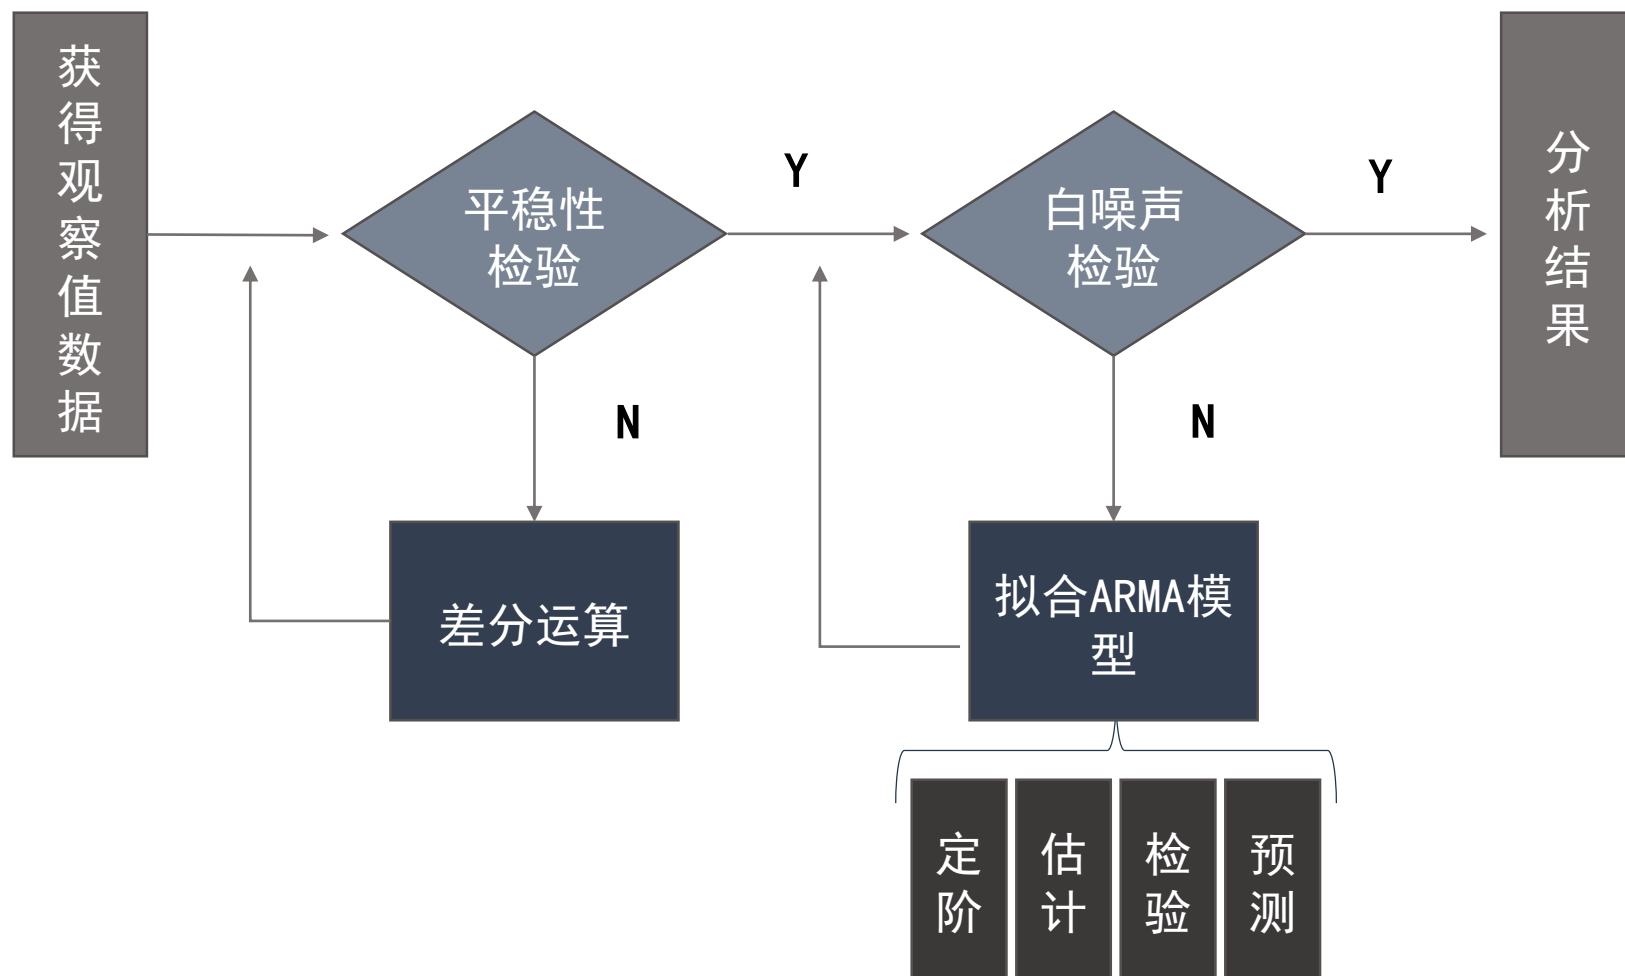 获得观察值数据
平稳性
检验
Y
白噪声
检验
Y
分析结果
N
N
差分运算
拟合ARMA模
型
定阶
估计
检验
预测